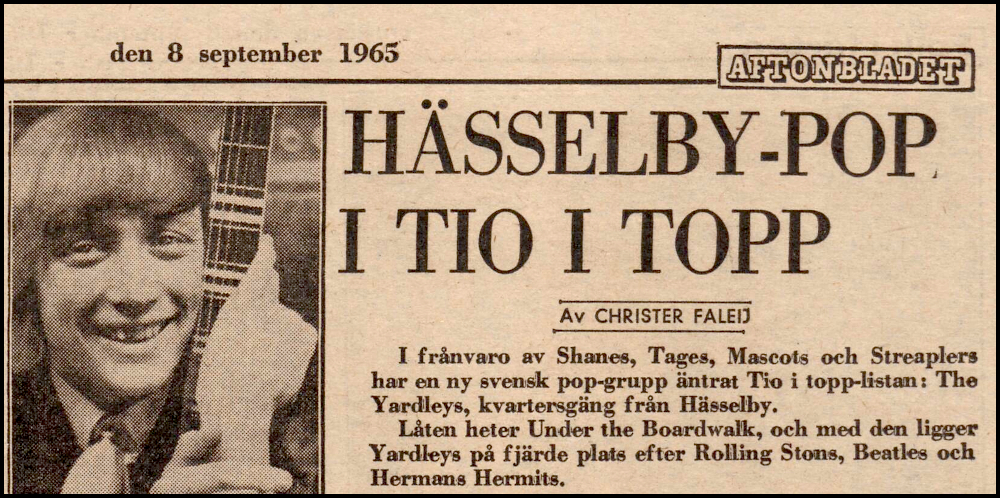 den 8 september 1965
AFTONBLADET
HÄSSELBY-POP
I TIO I TOPP
Av CHRISTER FALEIJ
I frånvaro av Shanes, Tages, Mascots och Streaplers
har en ny svensk pop-grupp äntrat Tio i topp-listan: The
Yardleys, kvartersgäng från Hässelby.
Låten heter Under the Boardwalk, och med den ligger
Yardleys på fjärde plats efter Rolling Stons, Beatles och
Hermans Hermits.